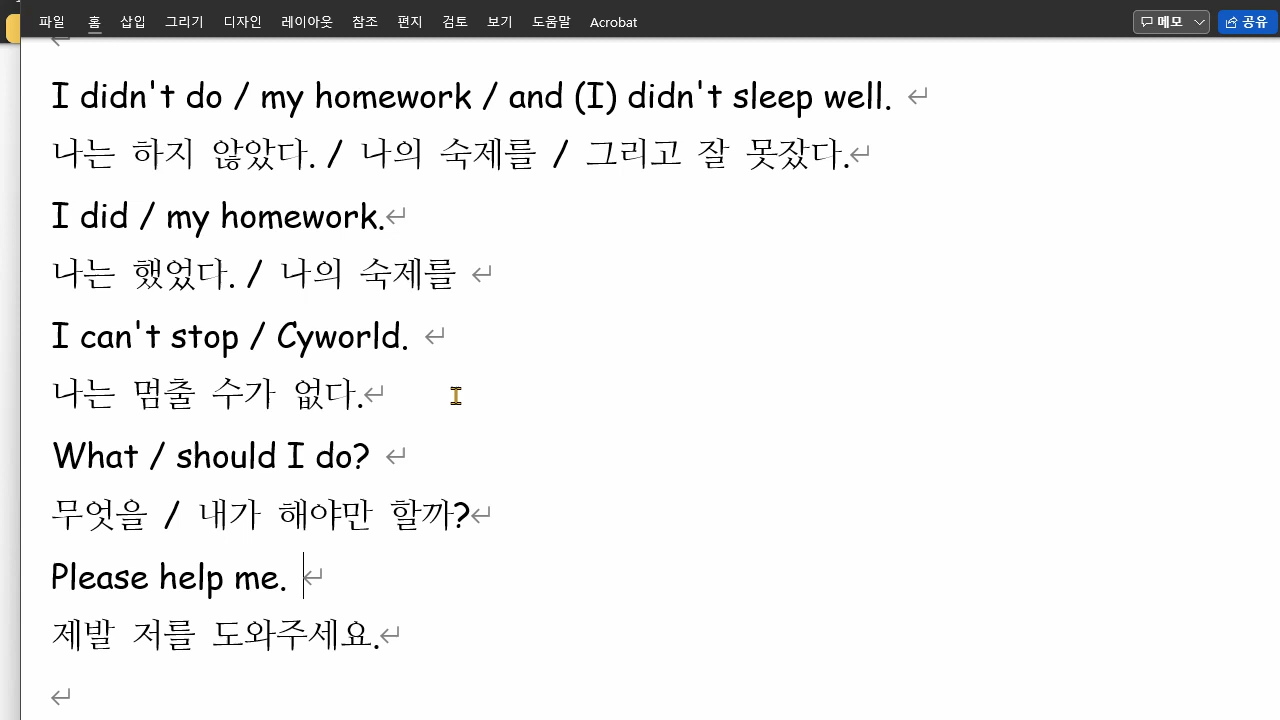 파일 홈 삽입 그리기 디자인 레이아웃 참조 편지 검토 보기 도움말 Acrobat 메모 공유
I didn't do / my homework / and (I) didn't sleep well.
나는 하지 않았다. / 나의 숙제를 / 그리고 잘 못잤다.
I did / my homework.
나는 했었다. / 나의 숙제를
I can't stop / Cyworld.
나는 멈출 수가 없다.
What / should I do?
무엇을 / 내가 해야만 할까?
Please help me.
제발 저를 도와주세요.